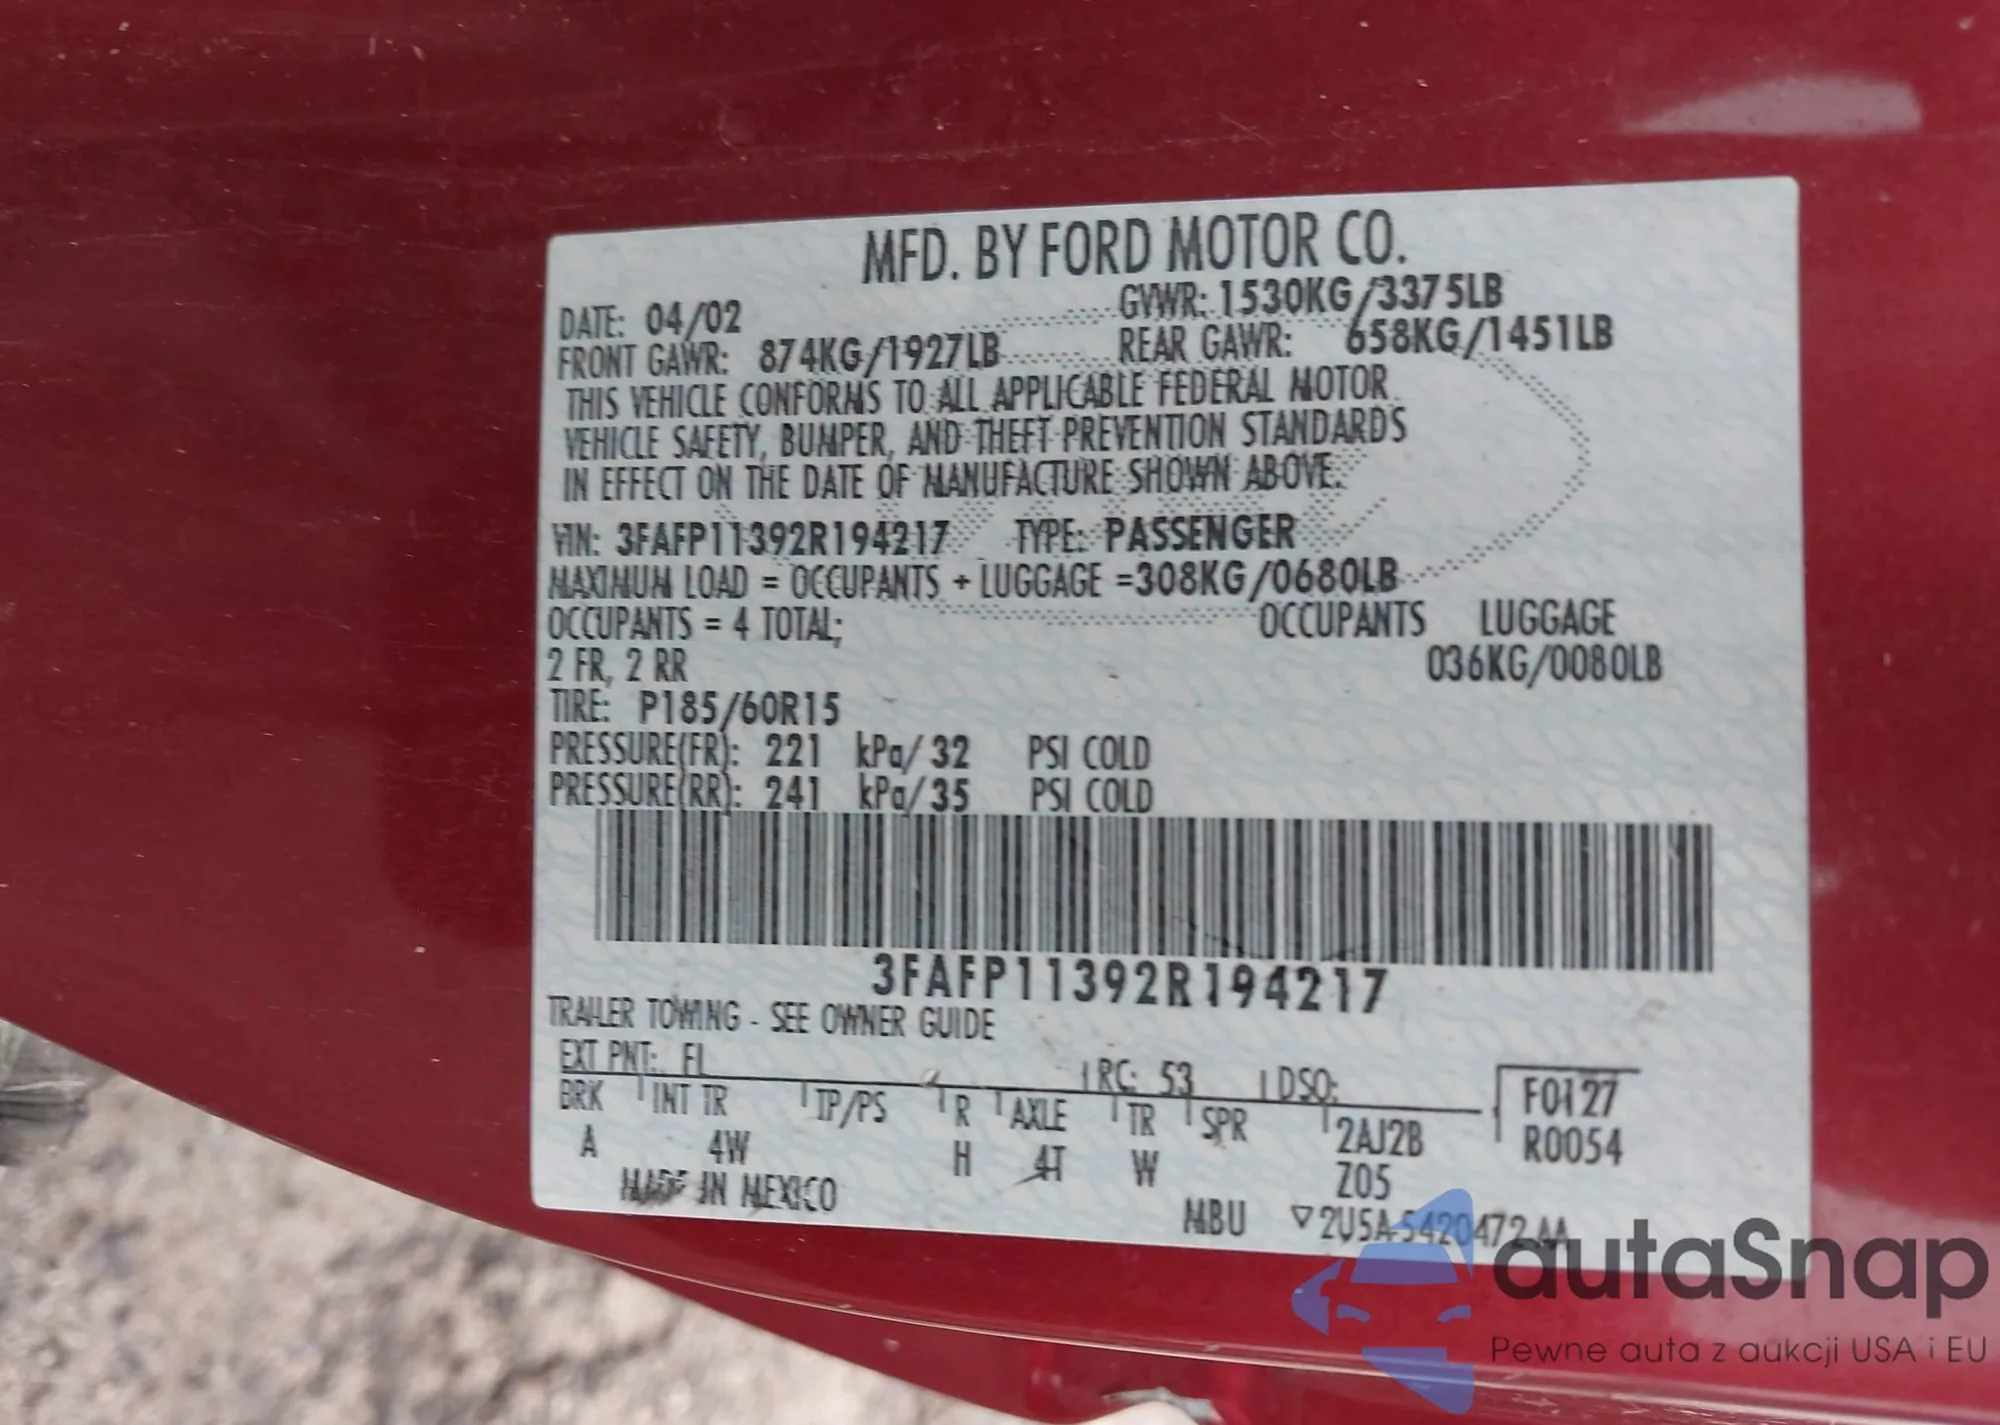 MFD. BY FORD MOTOR CO.
DATE: 04/02 GVWR: 1530KG/3375LB
FRONT GAWR: 874KG/1927LB REAR GAWR: 658KG/1451LB
THIS VEHICLE CONFORMS TO ALL APPLICABLE FEDERAL MOTOR
VEHICLE SAFETY, BUMPER, AND THEFT PREVENTION STANDARDS
IN EFFECT ON THE DATE OF MANUFACTURE SHOWN ABOVE.
VIN: 3FAFP11392R194217 TYPE: PASSENGER
MAXIMUM LOAD = OCCUPANTS + LUGGAGE =308KG/0680LB
OCCUPANTS = 4 TOTAL; OCCUPANTS LUGGAGE
2 FR, 2 RR 036KG/0080LB
TIRE: P185/60R15
PRESSURE(FR): 221 kPa/ 32 PSI COLD
PRESSURE(RR): 241 kPa/ 35 PSI COLD
3FAFP11392R194217
TRAILER TOWING - SEE OWNER GUIDE
EXT PNT: FL RC: 53 DSO: F0127
BRK INT TR TP/PS R AXLE TR SPR 2AJ2B R0054
A 4W H 4T W Z05
MADE IN MEXICO MBU ▽2U5A-5420472-AA
autaSnap
Pewne auta z aukcji USA i EU